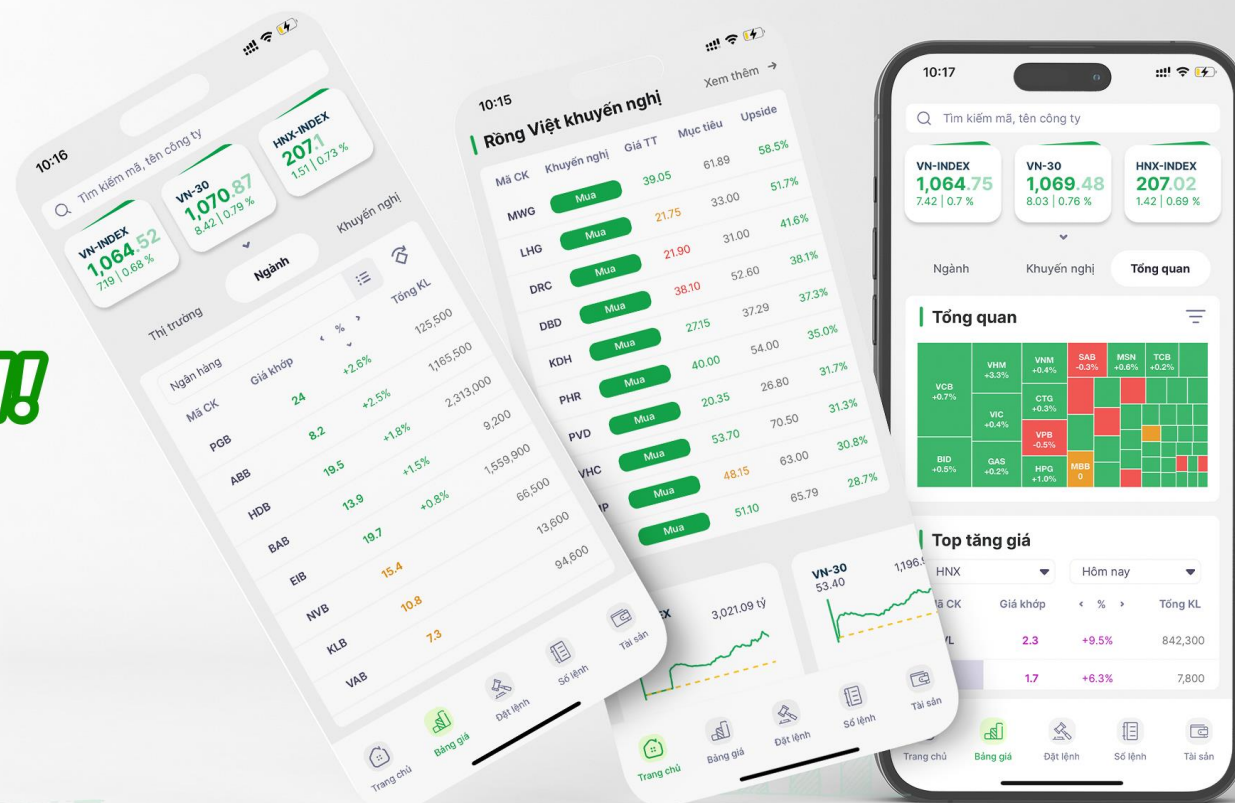 10:16
Tìm kiếm mã, tên công ty
VN-INDEX VN-30 HNX-INDEX
1,064.52 1,070.87 207.1
7.19 | 0.68 % 8.42 | 0.79 % 1.51 | 0.73 %
Thị trường Ngành Khuyến nghị
Ngân hàng
Mã CK Giá khớp < % > Tổng KL
PGB 24 +2.6% 125,500
ABB 8.2 +2.5% 1,165,500
HDB 19.5 +1.8% 2,313,000
BAB 13.9 +1.5% 9,200
EIB 19.7 +0.8% 1,559,900
NVB 15.4 66,500
KLB 10.8 13,600
VAB 7.3 94,600
Trang chủ Bảng giá Đặt lệnh Sổ lệnh Tài sản
10:15
Rồng Việt khuyến nghị Xem thêm →
Mã CK Khuyến nghị Giá TT Mục tiêu Upside
MWG Mua 39.05 61.89 58.5%
LHG Mua 21.75 33.00 51.7%
DRC Mua 21.90 31.00 41.6%
DBD Mua 38.10 52.60 38.1%
KDH Mua 27.15 37.29 37.3%
PHR Mua 40.00 54.00 35.0%
PVD Mua 20.35 26.80 31.7%
VHC Mua 53.70 70.50 31.3%
Mua 48.15 63.00 30.8%
Mua 51.10 65.79 28.7%
3,021.09 tỷ
VN-30
53.40
Trang chủ Bảng giá Đặt lệnh Sổ lệnh Tài sản
10:17
Tìm kiếm mã, tên công ty
VN-INDEX VN-30 HNX-INDEX
1,064.75 1,069.48 207.02
7.42 | 0.7 % 8.03 | 0.76 % 1.42 | 0.69 %
Ngành Khuyến nghị Tổng quan
Tổng quan
VCB
+0.7%
BID
+0.5%
VHM
+3.3%
VIC
+0.4%
GAS
+0.2%
VNM
+0.4%
CTG
+0.3%
VPB
-0.5%
HPG
+1.0%
SAB
-0.3%
MBB
0
MSN
+0.6%
TCB
+0.2%
Top tăng giá
HNX Hôm nay
CK Giá khớp < % > Tổng KL
2.3 +9.5% 842,300
1.7 +6.3% 7,800
Trang chủ Bảng giá Đặt lệnh Sổ lệnh Tài sản